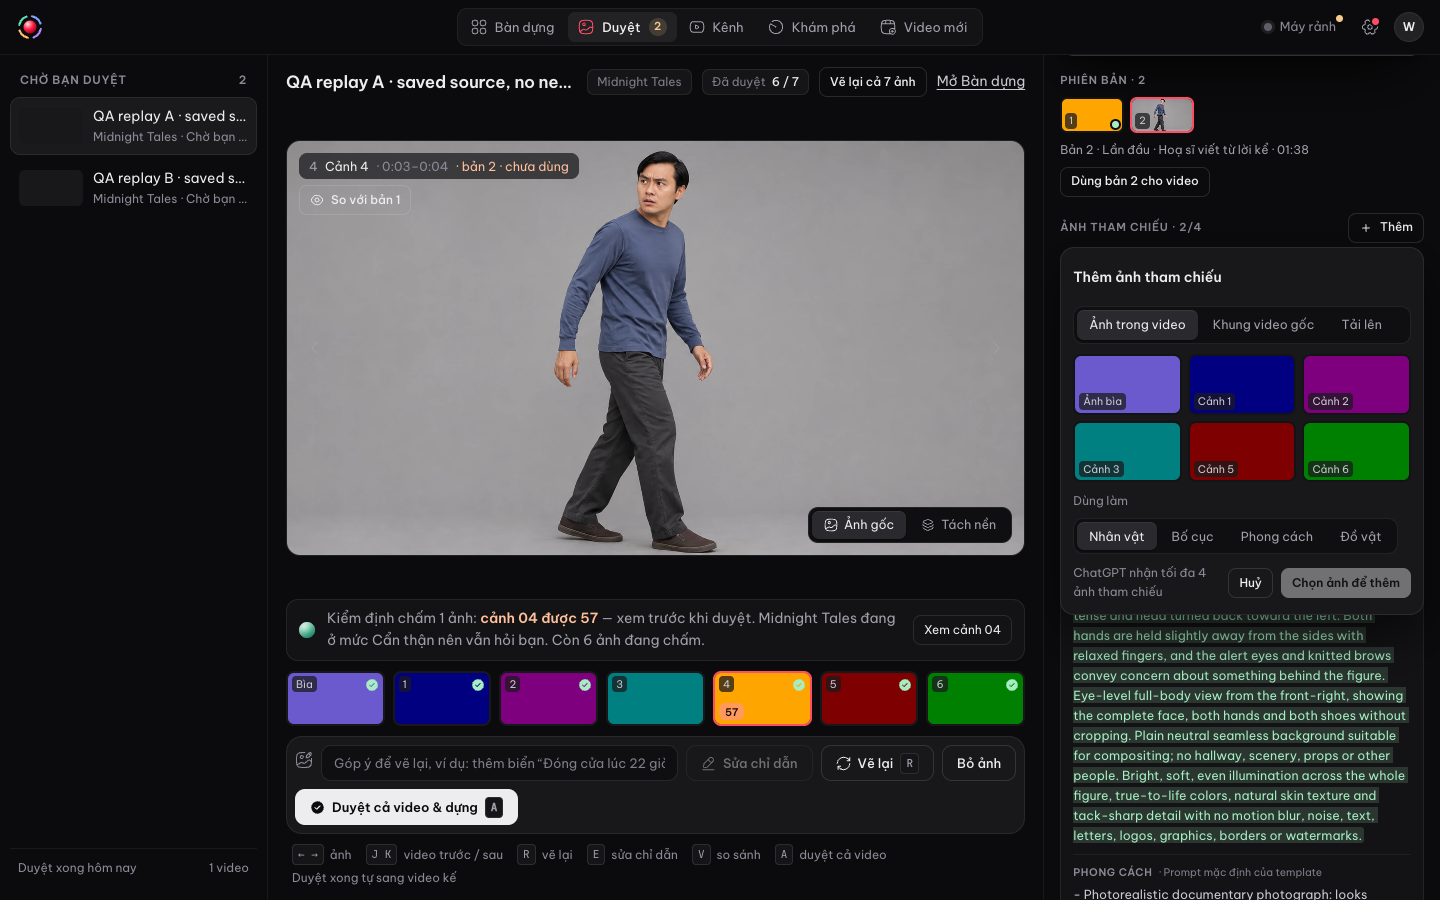 Bàn dựng
Duyệt 2
Kênh
Khám phá
Video mới
Máy rảnh
W
CHỜ BẠN DUYỆT 2
QA replay A · saved s...
Midnight Tales · Chờ bạn ...
QA replay B · saved s...
Midnight Tales · Chờ bạn ...
Duyệt xong hôm nay 1 video
QA replay A · saved source, no ne...
Midnight Tales
Đã duyệt 6 / 7
Vẽ lại cả 7 ảnh
Mở Bàn dựng
4 Cảnh 4 · 0:03–0:04 · bản 2 · chưa dùng
So với bản 1
Ảnh gốc
Tách nền
Kiểm định chấm 1 ảnh: cảnh 04 được 57 — xem trước khi duyệt. Midnight Tales đang
ở mức Cẩn thận nên vẫn hỏi bạn. Còn 6 ảnh đang chấm.
Xem cảnh 04
Bìa
1
2
3
4
57
5
6
Góp ý để vẽ lại, ví dụ: thêm biển “Đóng cửa lúc 22 giờ
Sửa chỉ dẫn
Vẽ lại R
Bỏ ảnh
Duyệt cả video & dựng A
← → ảnh
J K video trước / sau
R vẽ lại
E sửa chỉ dẫn
V so sánh
A duyệt cả video
Duyệt xong tự sang video kế
PHIÊN BẢN · 2
1
2
Bản 2 · Lần đầu · Hoạ sĩ viết từ lời kể · 01:38
Dùng bản 2 cho video
ẢNH THAM CHIẾU · 2/4
+ Thêm
Thêm ảnh tham chiếu
Ảnh trong video
Khung video gốc
Tải lên
Ảnh bìa
Cảnh 1
Cảnh 2
Cảnh 3
Cảnh 5
Cảnh 6
Dùng làm
Nhân vật
Bố cục
Phong cách
Đồ vật
ChatGPT nhận tối đa 4
ảnh tham chiếu
Huỷ
Chọn ảnh để thêm
tense and head turned back toward the left. Both
hands are held slightly away from the sides with
relaxed fingers, and the alert eyes and knitted brows
convey concern about something behind the figure.
Eye-level full-body view from the front-right, showing
the complete face, both hands and both shoes without
cropping. Plain neutral seamless background suitable
for compositing; no hallway, scenery, props or other
people. Bright, soft, even illumination across the whole
figure, true-to-life colors, natural skin texture and
tack-sharp detail with no motion blur, noise, text,
letters, logos, graphics, borders or watermarks.
PHONG CÁCH · Prompt mặc định của template
- Photorealistic documentary photograph: looks